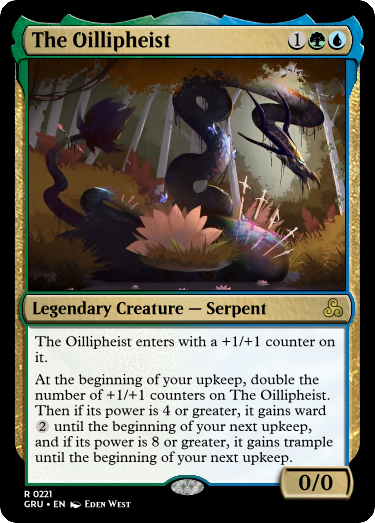 The Oillipheist 1
Legendary Creature — Serpent
The Oillipheist enters with a +1/+1 counter on
it.
At the beginning of your upkeep, double the
number of +1/+1 counters on The Oillipheist.
Then if its power is 4 or greater, it gains ward
2 until the beginning of your next upkeep,
and if its power is 8 or greater, it gains trample
until the beginning of your next upkeep.
0/0
R 0221
GRU • EN Eden West